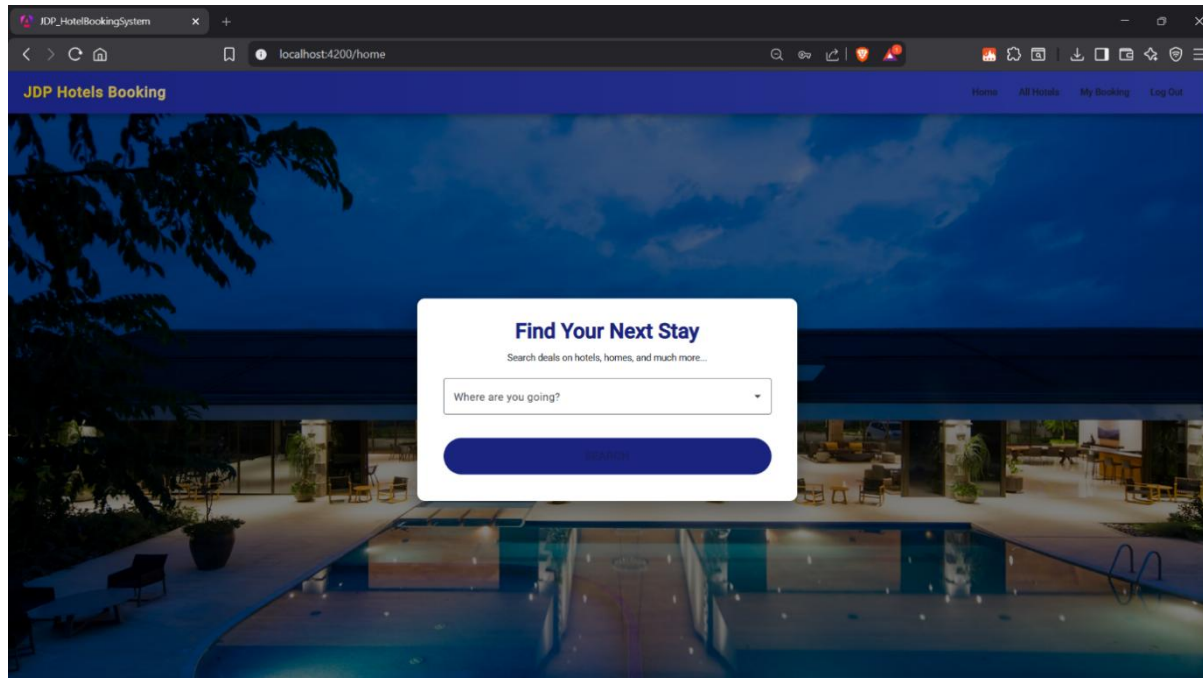 JDP_HotelBookingSystem
localhost:4200/home
JDP Hotels Booking
Home All Hotels My Booking Log Out
Find Your Next Stay
Search deals on hotels, homes, and much more...
Where are you going?
SEARCH